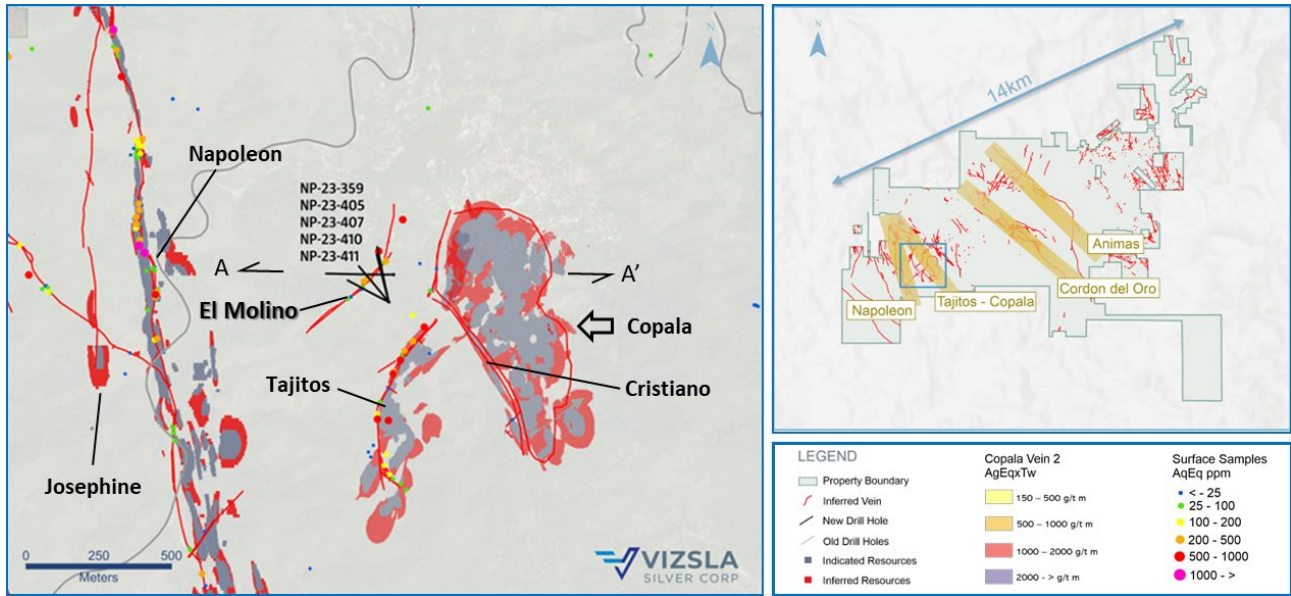 N
Napoleon
NP-23-359
NP-23-405
NP-23-407
NP-23-410
NP-23-411
A
A'
El Molino
Copala
Tajitos
Cristiano
Josephine
0 250 500
Meters
VIZSLA
SILVER CORP
N
14km
Animas
Cordon del Oro
Napoleon
Tajitos - Copala
LEGEND
Property Boundary
Inferred Vein
New Drill Hole
Old Drill Holes
Indicated Resources
Inferred Resources
Copala Vein 2
AgEqxTw
150 – 500 g/t m
500 – 1000 g/t m
1000 – 2000 g/t m
2000 - > g/t m
Surface Samples
AqEq ppm
< - 25
25 - 100
100 - 200
200 - 500
500 - 1000
1000 - >